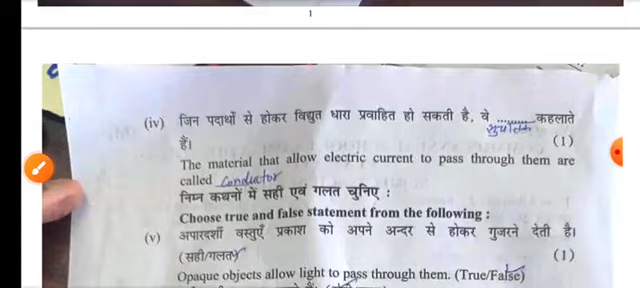 1
(iv) जिन पदार्थों से होकर विद्युत धारा प्रवाहित हो सकती है, वे .......... कहलाते
सुचालक
हैं। (1)
The material that allow electric current to pass through them are
called conductor
निम्न कथनों में सही एवं गलत चुनिए :
Choose true and false statement from the following :
(v) अपारदर्शी वस्तुएँ प्रकाश को अपने अन्दर से होकर गुजरने देती है।
(सही/गलत) (1)
Opaque objects allow light to pass through them. (True/False)